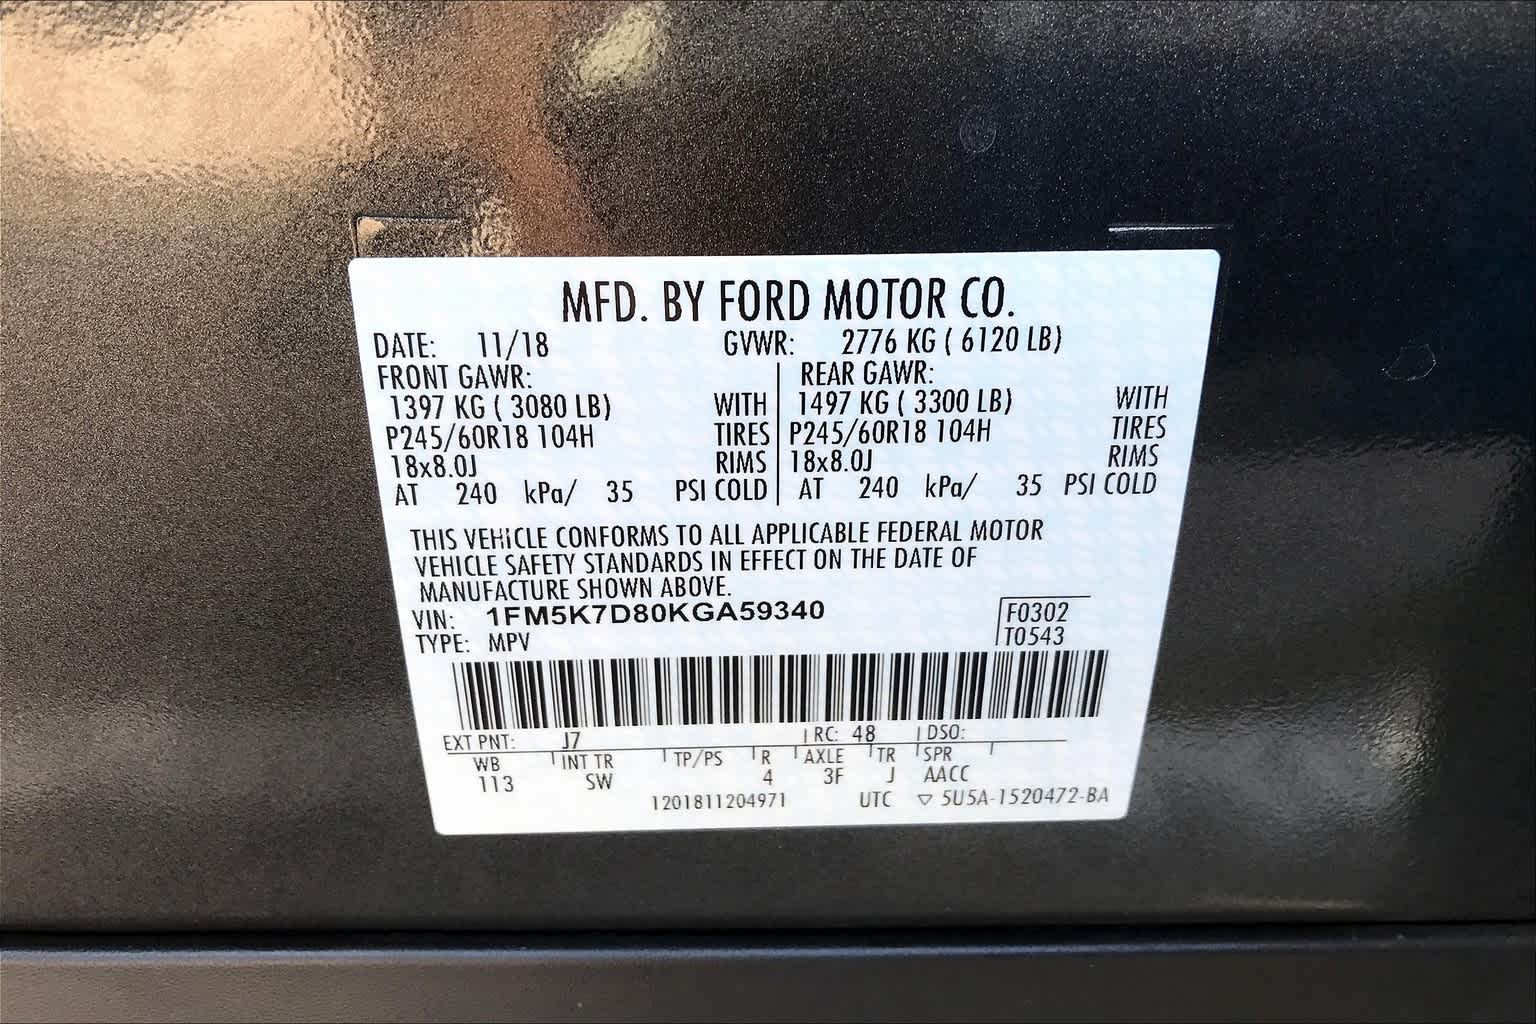 MFD. BY FORD MOTOR CO.
DATE: 11/18 GVWR: 2776 KG ( 6120 LB)
FRONT GAWR: REAR GAWR:
1397 KG ( 3080 LB) WITH 1497 KG ( 3300 LB) WITH
P245/60R18 104H TIRES P245/60R18 104H TIRES
18x8.0J RIMS 18x8.0J RIMS
AT 240 kPa/ 35 PSI COLD AT 240 kPa/ 35 PSI COLD
THIS VEHICLE CONFORMS TO ALL APPLICABLE FEDERAL MOTOR
VEHICLE SAFETY STANDARDS IN EFFECT ON THE DATE OF
MANUFACTURE SHOWN ABOVE.
VIN: 1FM5K7D80KGA59340 F0302
TYPE: MPV T0543
EXT PNT: J7 RC: 48 DSO:
WB INT TR TP/PS R AXLE TR SPR
113 SW 4 3F J AACC
1201811204971 UTC ▽ 5U5A-1520472-BA